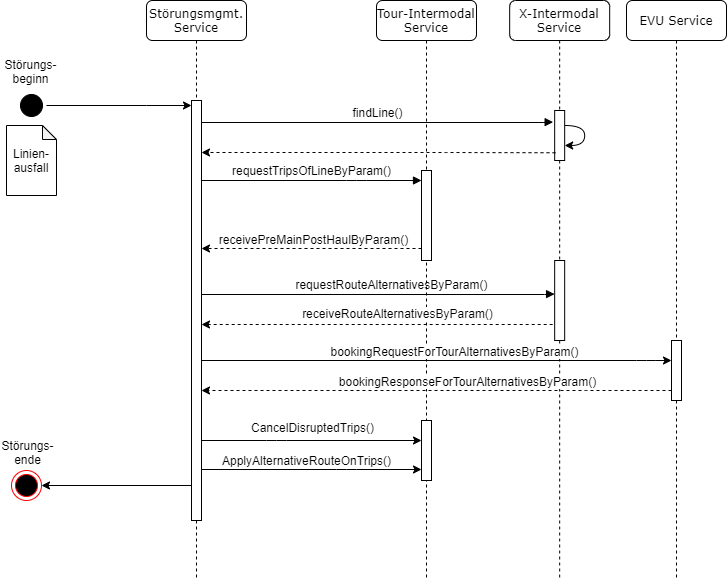 Störungsmgmt.
Service
Tour-Intermodal
Service
X-Intermodal
Service
EVU Service
Störungs-
beginn
Linien-
ausfall
findLine()
requestTripsOfLineByParam()
receivePreMainPostHaulByParam()
requestRouteAlternativesByParam()
receiveRouteAlternativesByParam()
bookingRequestForTourAlternativesByParam()
bookingResponseForTourAlternativesByParam()
CancelDisruptedTrips()
Störungs-
ende
ApplyAlternativeRouteOnTrips()